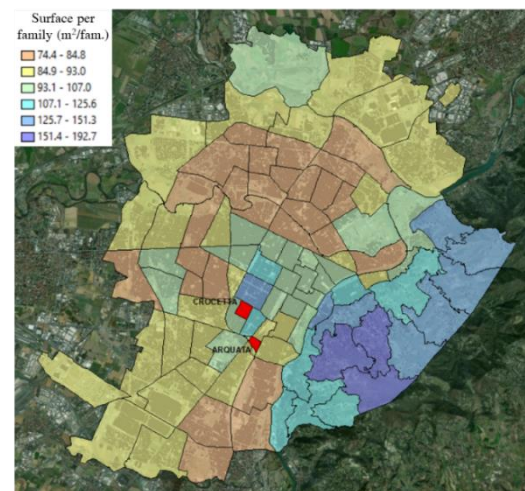 Surface per
family (m²/fam.)
74.4 - 84.8
84.9 - 93.0
93.1 - 107.0
107.1 - 125.6
125.7 - 151.3
151.4 - 192.7
CROCETTA
ARQUATA